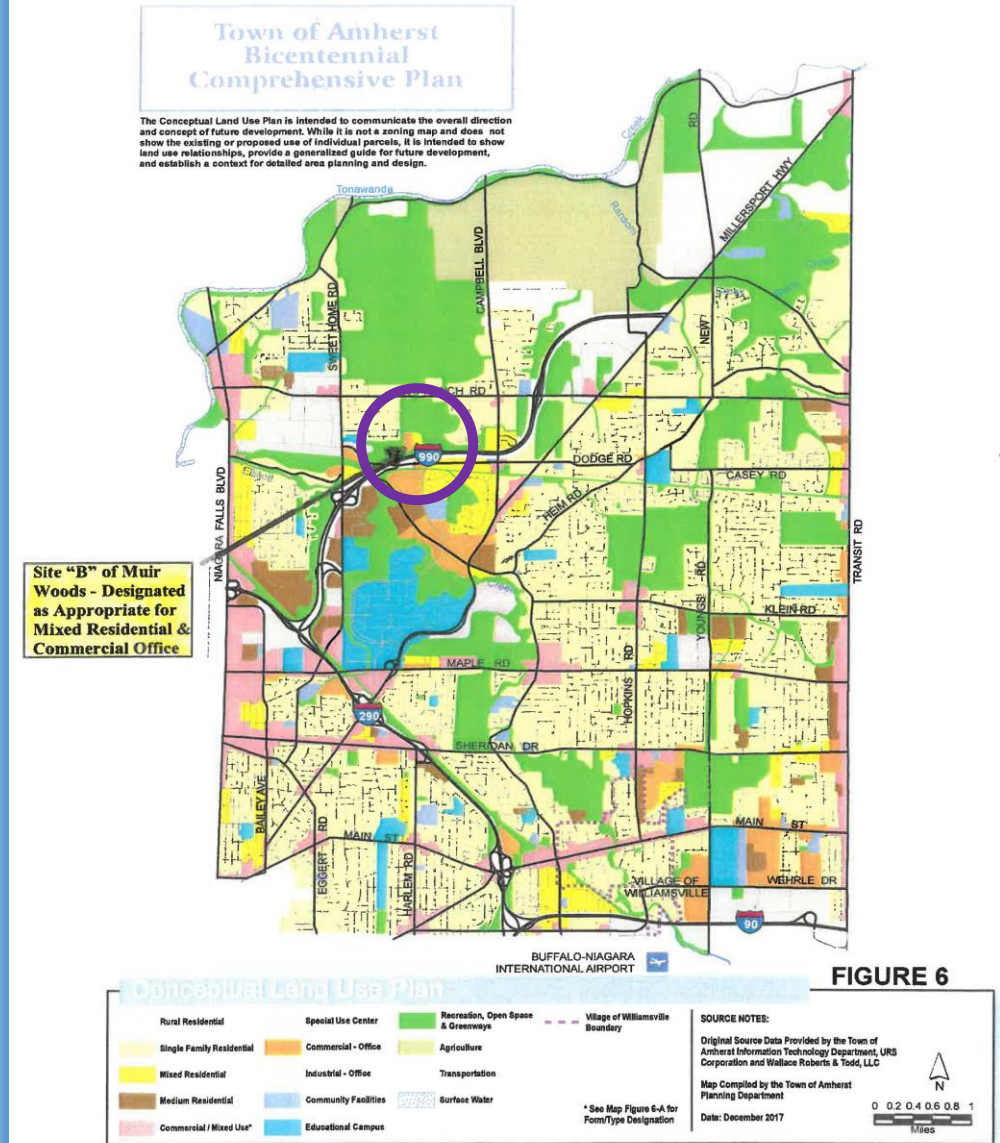 Town of Amherst
Bicentennial
Comprehensive Plan
The Conceptual Land Use Plan is intended to communicate the overall direction
and concept of future development. While it is not a zoning map and does not
show the existing or proposed use of individual parcels, it is intended to show
land use relationships, provide a generalized guide for future development,
and establish a context for detailed area planning and design.
Tonawanda
Creek
RD
Ransom
MILLERSPORT HWY
CAMPBELL BLVD
SWEET HOME RD
Creek
NEW
CH RD
990
DODGE RD
CASEY RD
HEIM RD
NIAGARA FALLS BLVD
TRANSIT RD
Site "B" of Muir
Woods - Designated
as Appropriate for
Mixed Residential &
Commercial Office
Creek
YOUNGS RD
KLEIN RD
MAPLE RD
HOPKINS RD
290
SHERIDAN DR
BAILEY AVE
EGGERT RD
MAIN ST
HARLEM RD
MAIN ST
VILLAGE OF
WILLIAMSVILLE
WEHRLE DR
90
BUFFALO-NIAGARA
INTERNATIONAL AIRPORT
FIGURE 6
Conceptual Land Use Plan
Rural Residential
Single Family Residential
Mixed Residential
Medium Residential
Commercial / Mixed Use*
Special Use Center
Commercial - Office
Industrial - Office
Community Facilities
Educational Campus
Recreation, Open Space
& Greenways
Agriculture
Transportation
Surface Water
Village of Williamsville
Boundary
* See Map Figure 6-A for
Form/Type Designation
SOURCE NOTES:
Original Source Data Provided by the Town of
Amherst Information Technology Department, URS
Corporation and Wallace Roberts & Todd, LLC
Map Compiled by the Town of Amherst
Planning Department
Date: December 2017
N
0 0.2 0.4 0.6 0.8 1
Miles